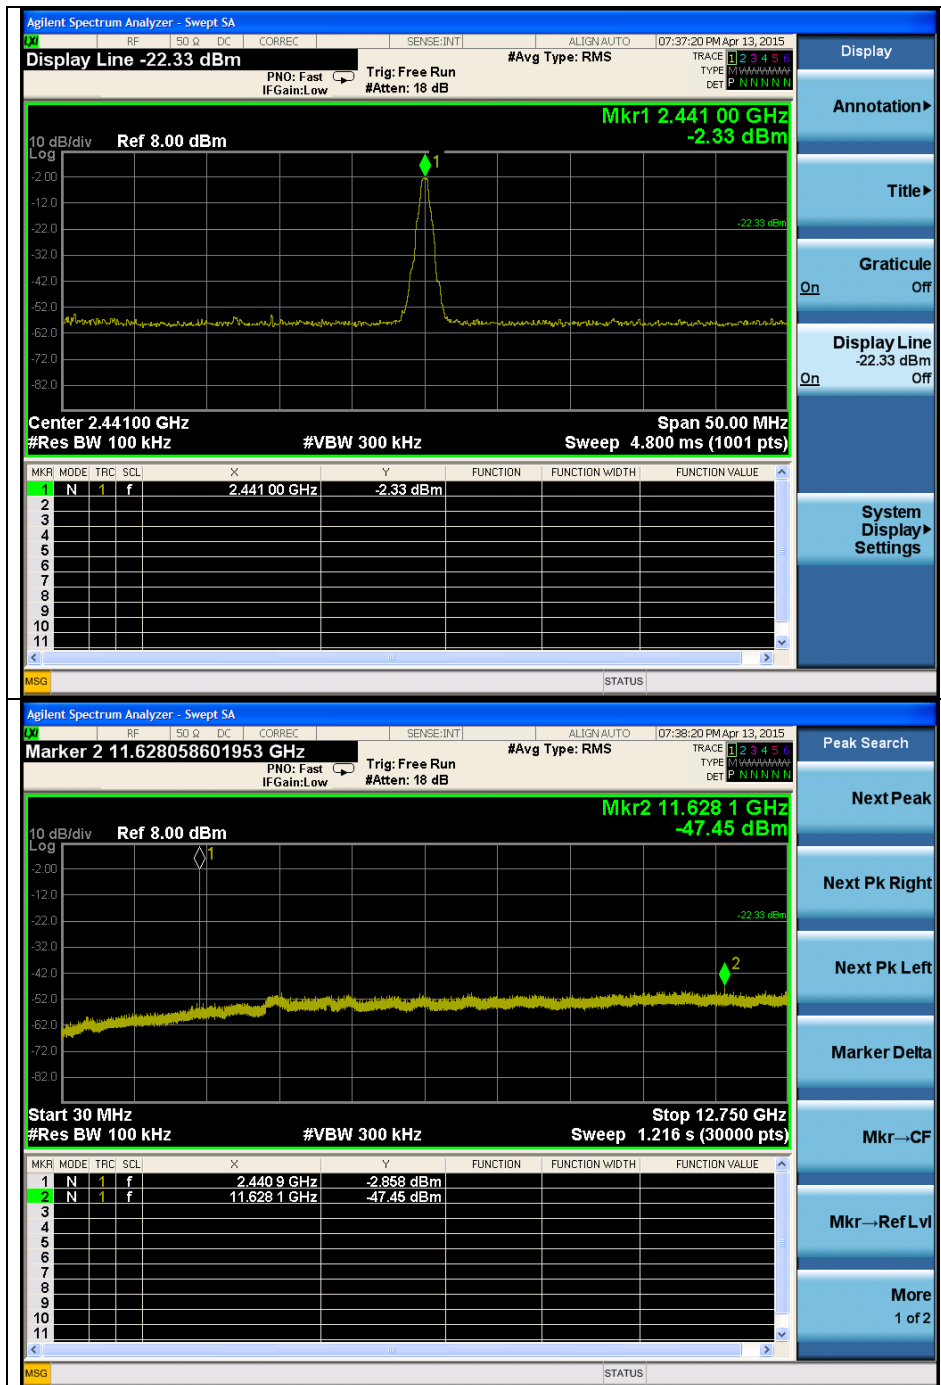 Agilent Spectrum Analyzer - Swept SA
LXI RF 50 Ω DC CORREC SENSE:INT ALIGNAUTO 07:37:20 PM Apr 13, 2015
Display Line -22.33 dBm
PNO: Fast
IFGain:Low
Trig: Free Run
#Atten: 18 dB
#Avg Type: RMS
TRACE 1 2 3 4 5 6
TYPE M
DET P N N N N N
Mkr1 2.441 00 GHz
-2.33 dBm
10 dB/div Ref 8.00 dBm
Log
-2.00
-12.0
-22.0
-32.0
-42.0
-52.0
-62.0
-72.0
-82.0
1
-22.33 dBm
Center 2.44100 GHz Span 50.00 MHz
#Res BW 100 kHz #VBW 300 kHz Sweep 4.800 ms (1001 pts)
MKR MODE TRC SCL X Y FUNCTION FUNCTION WIDTH FUNCTION VALUE
1 N 1 f 2.441 00 GHz -2.33 dBm
2
3
4
5
6
7
8
9
10
11
MSG STATUS
Display
Annotation
Title
Graticule
On Off
Display Line
-22.33 dBm
On Off
System
Display
Settings
Agilent Spectrum Analyzer - Swept SA
LXI RF 50 Ω DC CORREC SENSE:INT ALIGNAUTO 07:38:20 PM Apr 13, 2015
Marker 2 11.628058601953 GHz
PNO: Fast
IFGain:Low
Trig: Free Run
#Atten: 18 dB
#Avg Type: RMS
TRACE 1 2 3 4 5 6
TYPE M
DET P N N N N N
Mkr2 11.628 1 GHz
-47.45 dBm
10 dB/div Ref 8.00 dBm
Log
-2.00
-12.0
-22.0
-32.0
-42.0
-52.0
-62.0
-72.0
-82.0
1
-22.33 dBm
2
Start 30 MHz Stop 12.750 GHz
#Res BW 100 kHz #VBW 300 kHz Sweep 1.216 s (30000 pts)
MKR MODE TRC SCL X Y FUNCTION FUNCTION WIDTH FUNCTION VALUE
1 N 1 f 2.440 9 GHz -2.858 dBm
2 N 1 f 11.628 1 GHz -47.45 dBm
3
4
5
6
7
8
9
10
11
MSG STATUS
Peak Search
Next Peak
Next Pk Right
Next Pk Left
Marker Delta
Mkr→CF
Mkr→Ref Lvl
More
1 of 2